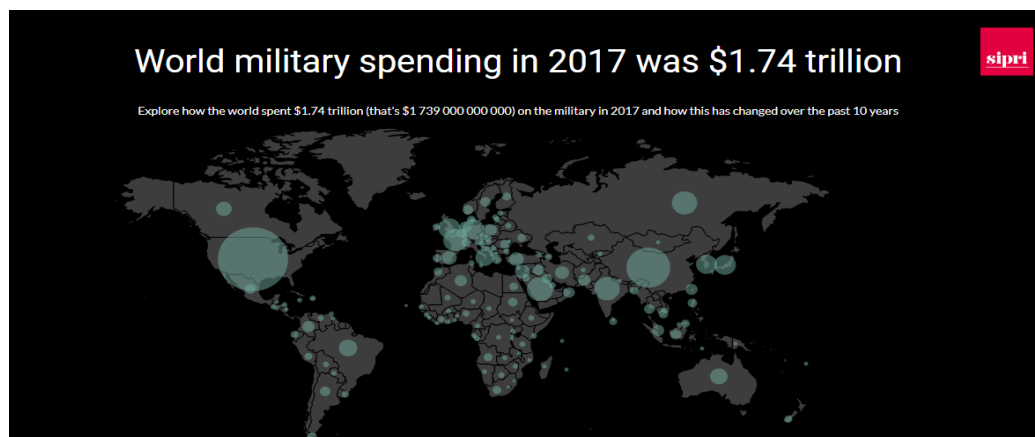 World military spending in 2017 was $1.74 trillion
sipri
Explore how the world spent $1.74 trillion (that's $1 739 000 000 000) on the military in 2017 and how this has changed over the past 10 years